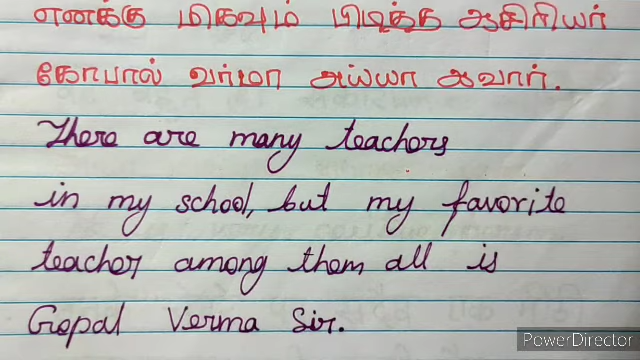 எனக்கு மிகவும் பிடித்த ஆசிரியர்
கோபால் வர்மா அய்யா ஆவார்.
There are many teachers
in my school, but my favorite
teacher among them all is
Gopal Verma Sir.
PowerDirector